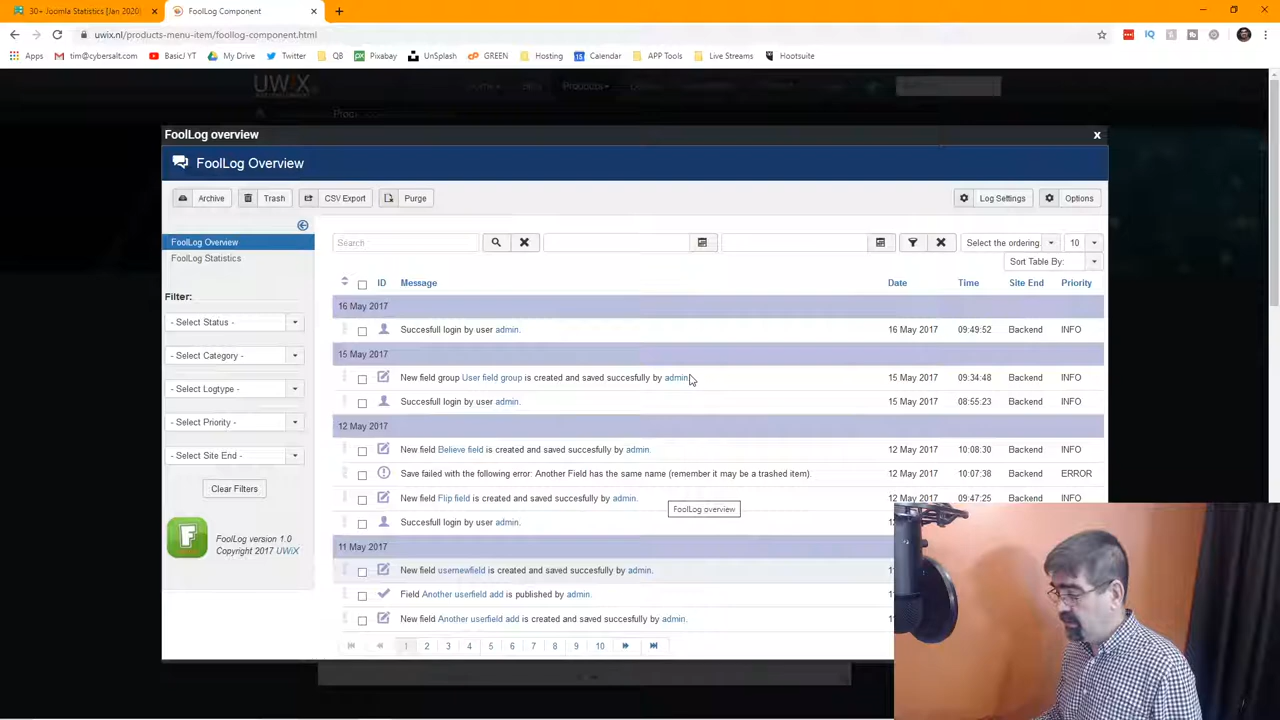 30+ Joomla Statistics [Jan 2020]
FoolLog Component
uwix.nl/products-menu-item/foollog-component.html
Apps tim@cybersalt.com BasicJ YT My Drive Twitter QB Pixabay UnSplash GREEN Hosting Calendar APP Tools Live Streams Hootsuite
UWiX
FoolLog overview x
FoolLog Overview
Archive Trash CSV Export Purge Log Settings Options
FoolLog Overview
FoolLog Statistics
Filter:
- Select Status -
- Select Category -
- Select Logtype -
- Select Priority -
- Select Site End -
Clear Filters
FoolLog version 1.0
Copyright 2017 UWiX
Search Select the ordering. 10
Sort Table By:
ID Message Date Time Site End Priority
16 May 2017
Succesfull login by user admin. 16 May 2017 09:49:52 Backend INFO
15 May 2017
New field group User field group is created and saved succesfully by admin. 15 May 2017 09:34:48 Backend INFO
Succesfull login by user admin. 15 May 2017 08:55:23 Backend INFO
12 May 2017
New field Believe field is created and saved succesfully by admin. 12 May 2017 10:08:30 Backend INFO
Save failed with the following error: Another Field has the same name (remember it may be a trashed item). 12 May 2017 10:07:38 Backend ERROR
New field Flip field is created and saved succesfully by admin. 12 May 2017 09:47:25 Backend INFO
FoolLog overview
Succesfull login by user admin.
11 May 2017
New field usernewfield is created and saved succesfully by admin.
Field Another userfield add is published by admin.
New field Another userfield add is created and saved succesfully by admin.
1 2 3 4 5 6 7 8 9 10